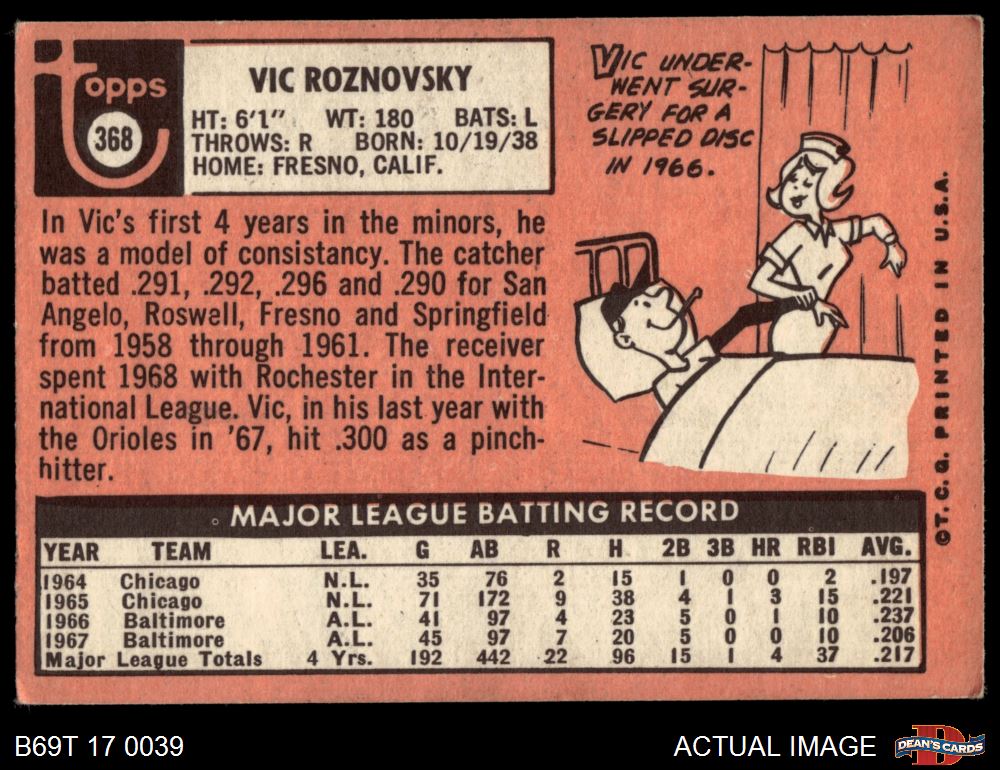 Topps
368
VIC ROZNOVSKY
HT: 6'1" WT: 180 BATS: L
THROWS: R BORN: 10/19/38
HOME: FRESNO, CALIF.
VIC UNDER-
WENT SUR-
GERY FOR A
SLIPPED DISC
IN 1966.
In Vic's first 4 years in the minors, he
was a model of consistancy. The catcher
batted .291, .292, .296 and .290 for San
Angelo, Roswell, Fresno and Springfield
from 1958 through 1961. The receiver
spent 1968 with Rochester in the Inter-
national League. Vic, in his last year with
the Orioles in '67, hit .300 as a pinch-
hitter.
©T.C.G. PRINTED IN U.S.A.
MAJOR LEAGUE BATTING RECORD
YEAR TEAM LEA. G AB R H 2B 3B HR RBI AVG.
1964 Chicago N.L. 35 76 2 15 1 0 0 2 .197
1965 Chicago N.L. 71 172 9 38 4 1 3 15 .221
1966 Baltimore A.L. 41 97 4 23 5 0 1 10 .237
1967 Baltimore A.L. 45 97 7 20 5 0 0 10 .206
Major League Totals 4 Yrs. 192 442 22 96 15 1 4 37 .217
B69T 17 0039
ACTUAL IMAGE
DEAN'S CARDS